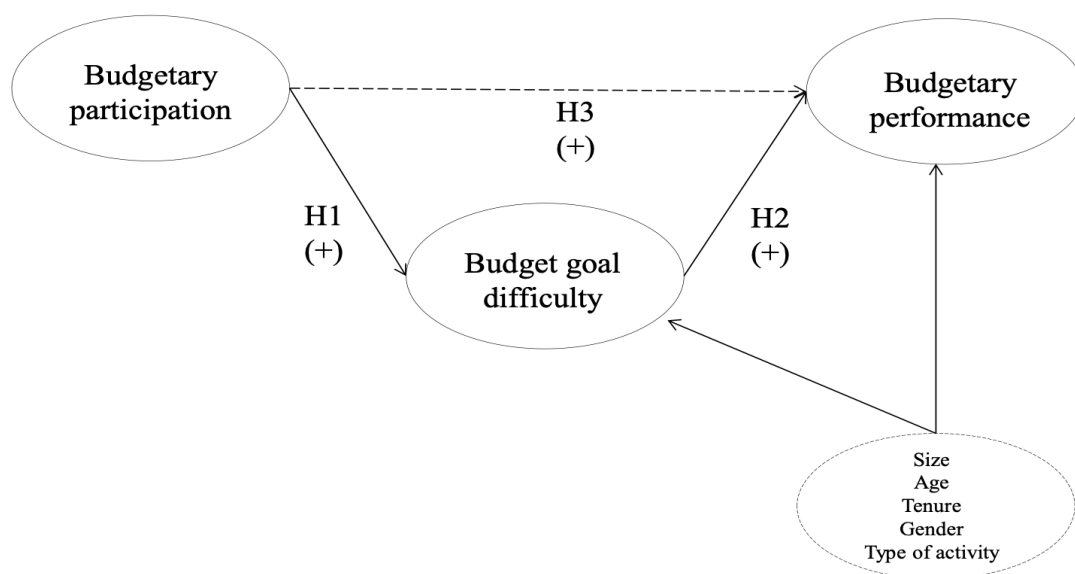 Budgetary
participation
Budgetary
performance
H3
(+)
H1
(+)
H2
(+)
Budget goal
difficulty
Size
Age
Tenure
Gender
Type of activity